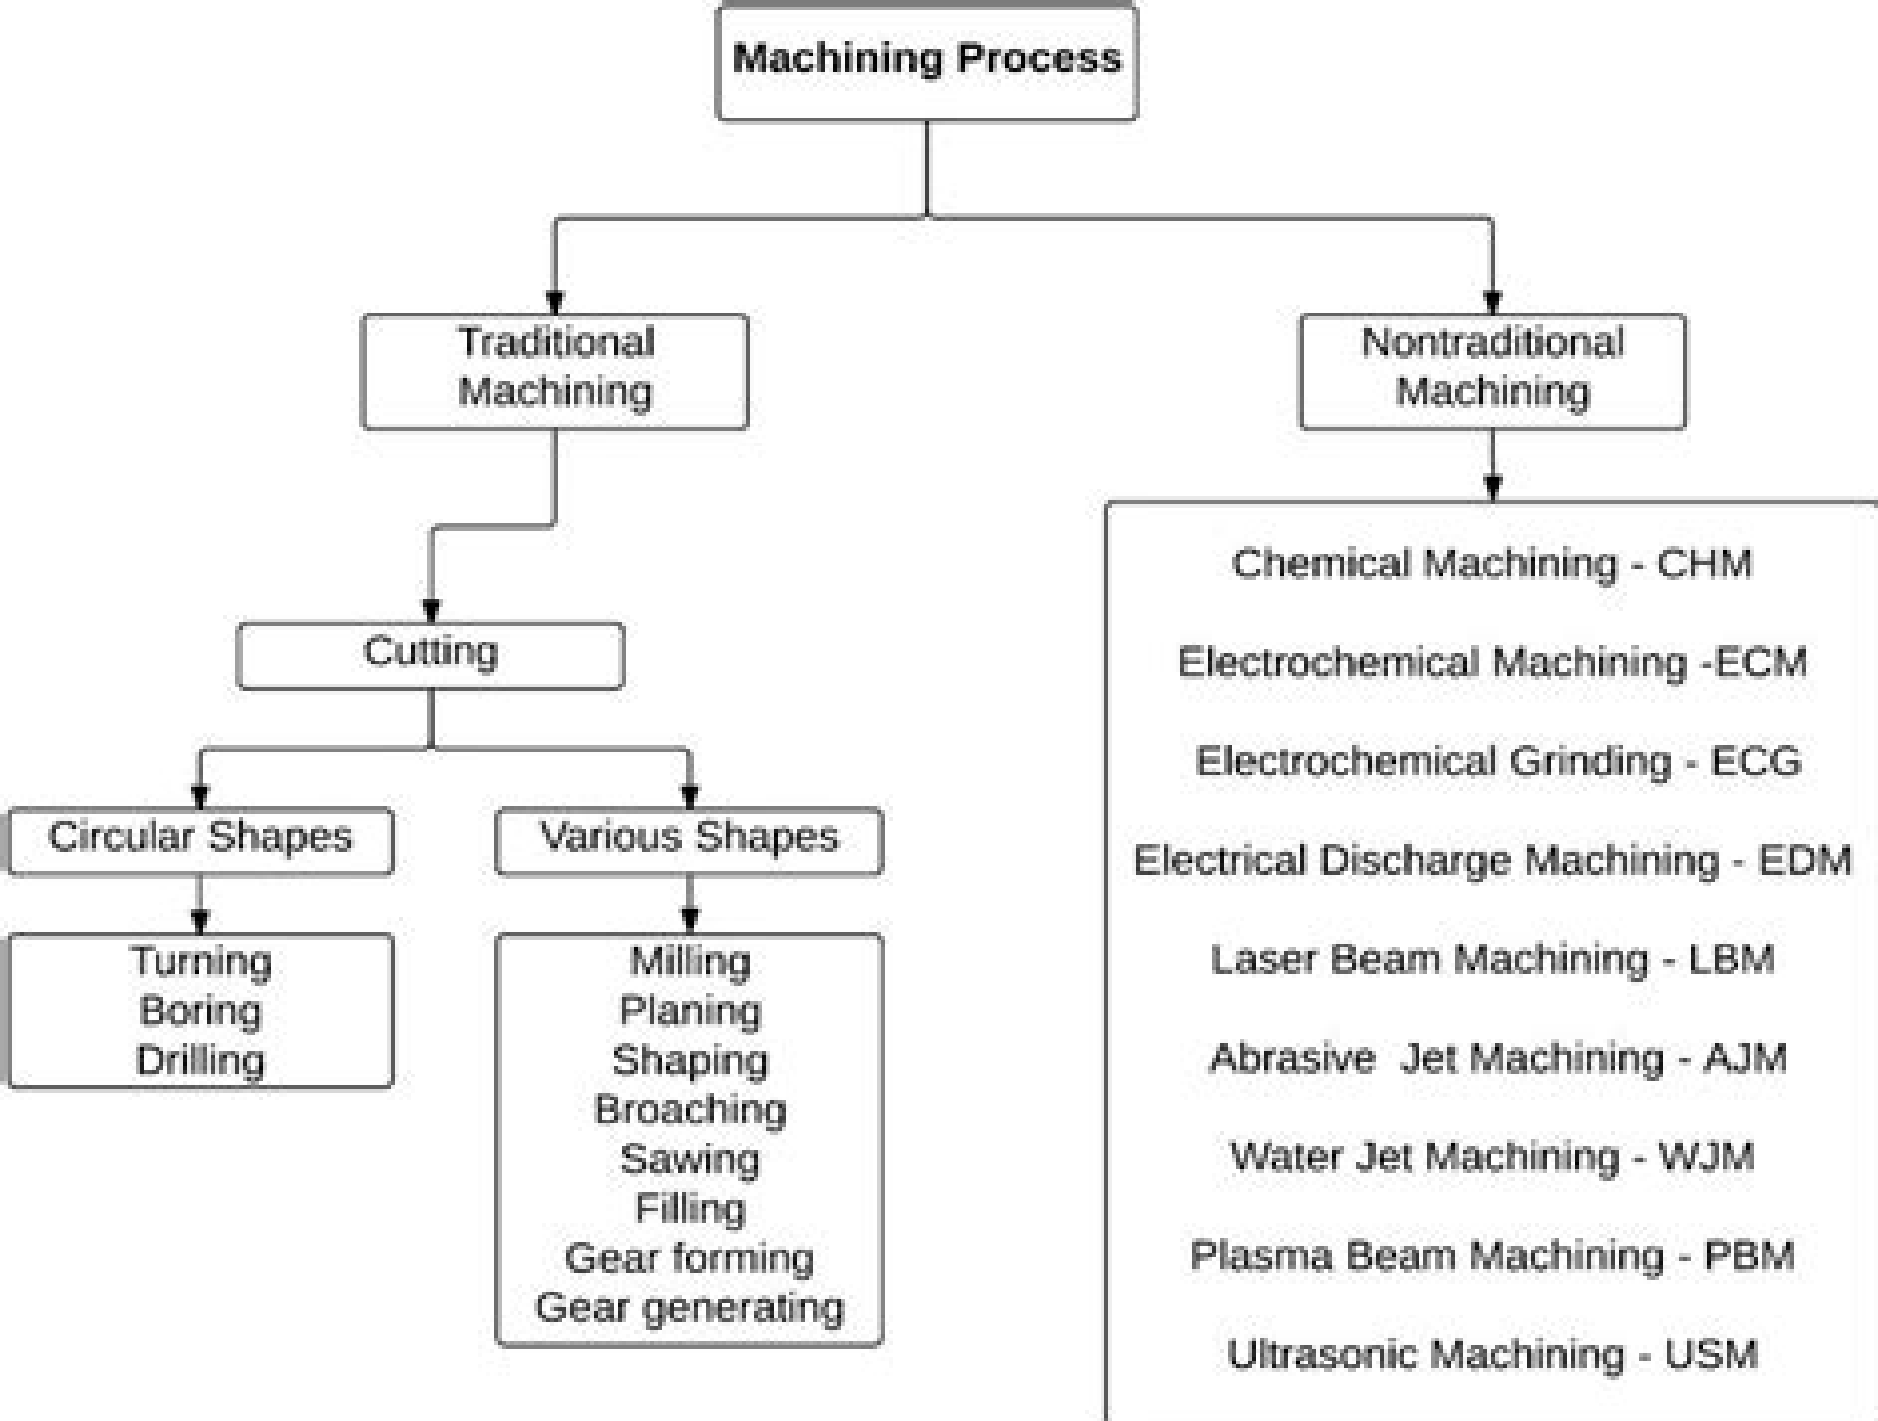 Machining Process
Traditional
Machining
Nontraditional
Machining
Cutting
Circular Shapes
Various Shapes
Turning
Boring
Drilling
Milling
Planing
Shaping
Broaching
Sawing
Filling
Gear forming
Gear generating
Chemical Machining - CHM
Electrochemical Machining -ECM
Electrochemical Grinding - ECG
Electrical Discharge Machining - EDM
Laser Beam Machining - LBM
Abrasive  Jet Machining - AJM
Water Jet Machining - WJM
Plasma Beam Machining - PBM
Ultrasonic Machining - USM